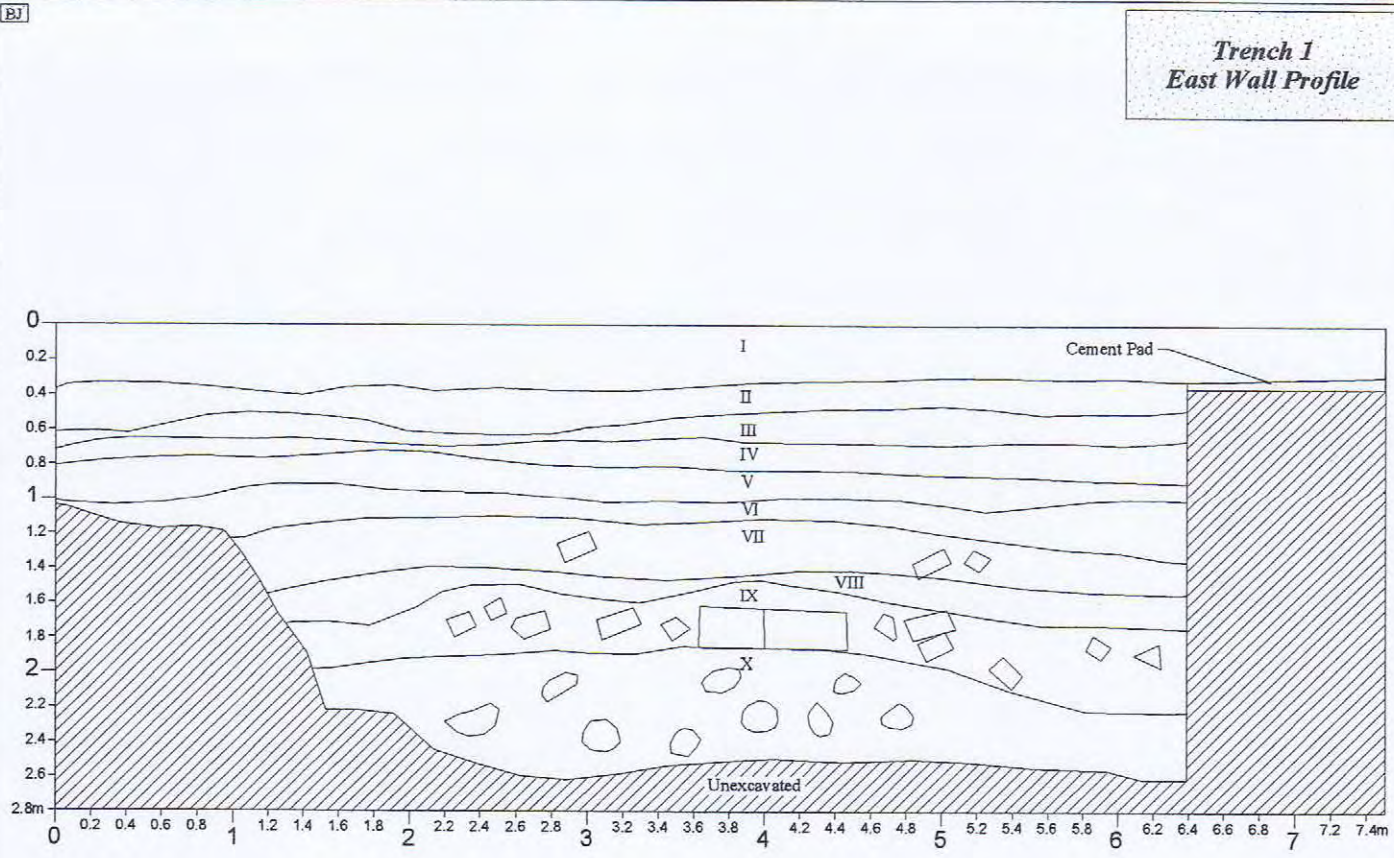 BJ
Trench 1
East Wall Profile
0
0.2
0.4
0.6
0.8
1
1.2
1.4
1.6
1.8
2
2.2
2.4
2.6
2.8m
I
Cement Pad
II
III
IV
V
VI
VII
VIII
IX
X
Unexcavated
0 0.2 0.4 0.6 0.8 1 1.2 1.4 1.6 1.8 2 2.2 2.4 2.6 2.8 3 3.2 3.4 3.6 3.8 4 4.2 4.4 4.6 4.8 5 5.2 5.4 5.6 5.8 6 6.2 6.4 6.6 6.8 7 7.2 7.4m